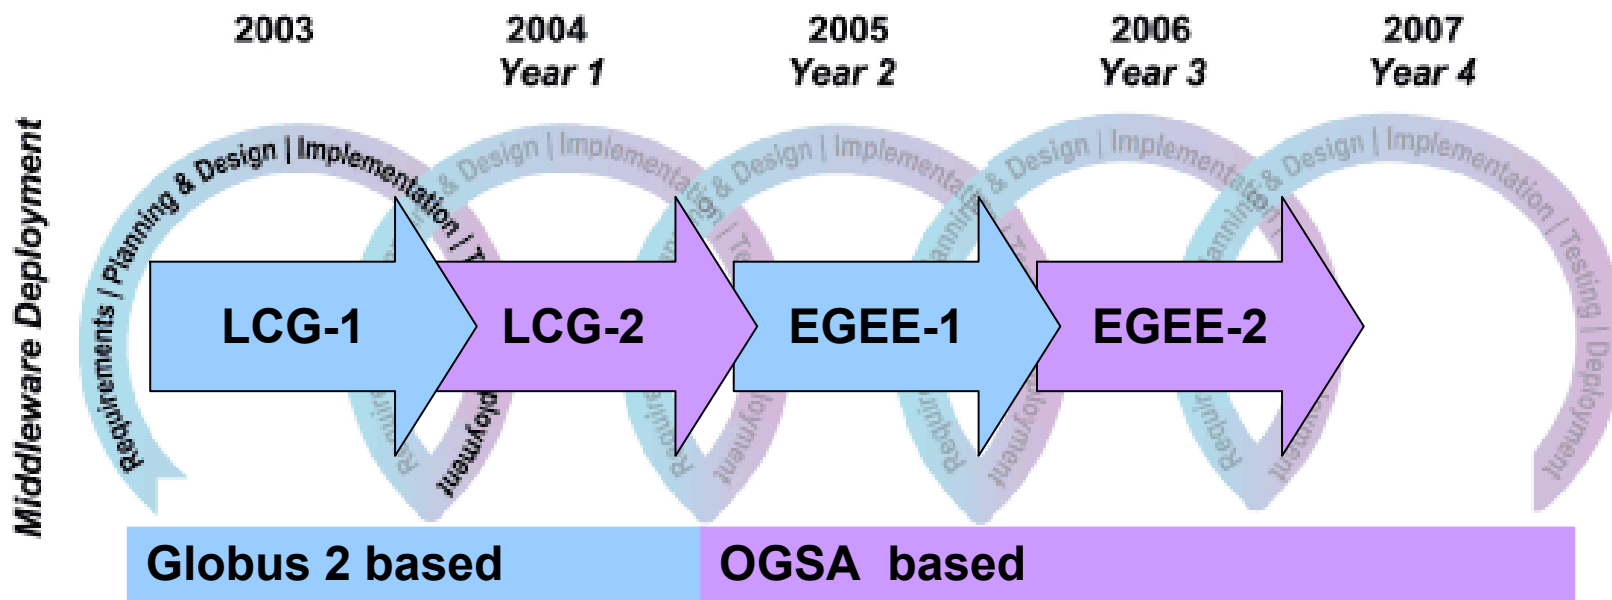 2003 2004 2005 2006 2007
Year 1 Year 2 Year 3 Year 4
Middleware Deployment
Requirements | Planning & Design | Implementation |
& Design | Implementation
& Design | Implementation
& Design | Implementation
& Design | Implementation | Testing | Deployment
LCG-1 LCG-2 EGEE-1 EGEE-2
Globus 2 based OGSA based